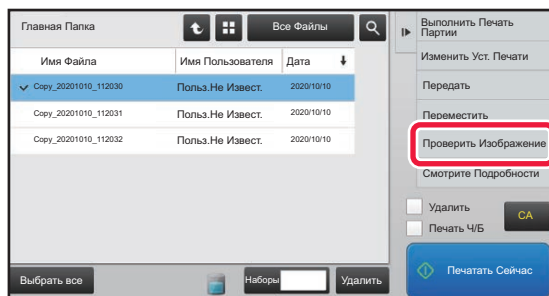 Главная Папка
Все Файлы
Имя Файла
Имя Пользователя
Дата
Copy_20201010_112030
Польз.Не Извест.
2020/10/10
Copy_20201010_112031
Польз.Не Извест.
2020/10/10
Copy_20201010_112032
Польз.Не Извест.
2020/10/10
Выбрать все
Наборы
Удалить
Выполнить Печать
Партии
Изменить Уст. Печати
Передать
Переместить
Проверить Изображение
Смотрите Подробности
Удалить
Печать Ч/Б
CA
Печатать Сейчас